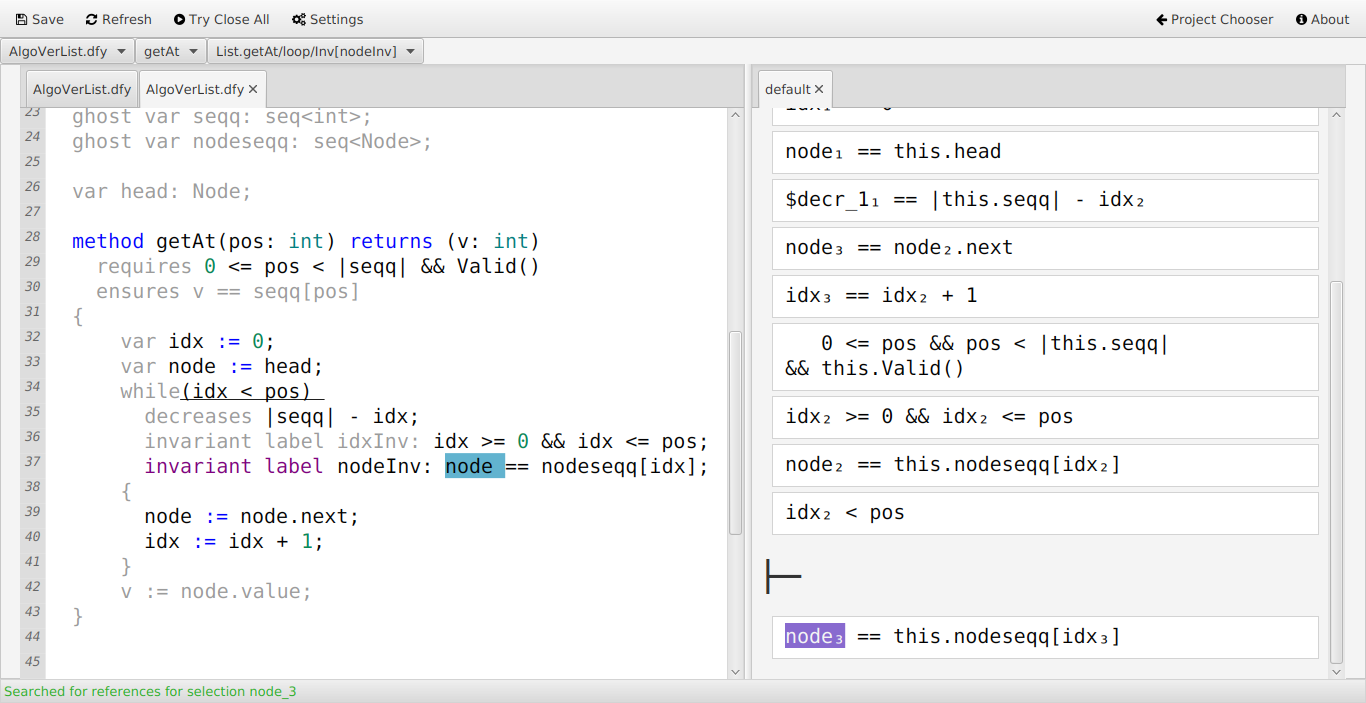 Save Refresh Try Close All Settings Project Chooser About
AlgoVerList.dfy getAt List.getAt/loop/Inv[nodeInv]
AlgoVerList.dfy AlgoVerList.dfy ✕
23 ghost var seqq: seq<int>;
24 ghost var nodeseqq: seq<Node>;
25
26 var head: Node;
27
28 method getAt(pos: int) returns (v: int)
29 requires 0 <= pos < |seqq| && Valid()
30 ensures v == seqq[pos]
31 {
32 var idx := 0;
33 var node := head;
34 while(idx < pos)
35 decreases |seqq| - idx;
36 invariant label idxInv: idx >= 0 && idx <= pos;
37 invariant label nodeInv: node == nodeseqq[idx];
38 {
39 node := node.next;
40 idx := idx + 1;
41 }
42 v := node.value;
43 }
44
45
default ✕
node₁ == this.head
$decr_1₁ == |this.seqq| - idx₂
node₃ == node₂.next
idx₃ == idx₂ + 1
0 <= pos && pos < |this.seqq|
&& this.Valid()
idx₂ >= 0 && idx₂ <= pos
node₂ == this.nodeseqq[idx₂]
idx₂ < pos
node₃ == this.nodeseqq[idx₃]
Searched for references for selection node_3